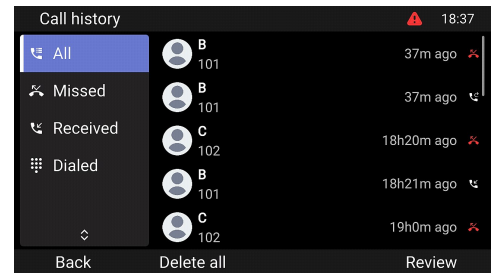 Call history 18:37
All
Missed
Received
Dialed
B
101 37m ago
B
101 37m ago
C
102 18h20m ago
B
101 18h21m ago
C
102 19h0m ago
Back Delete all Review